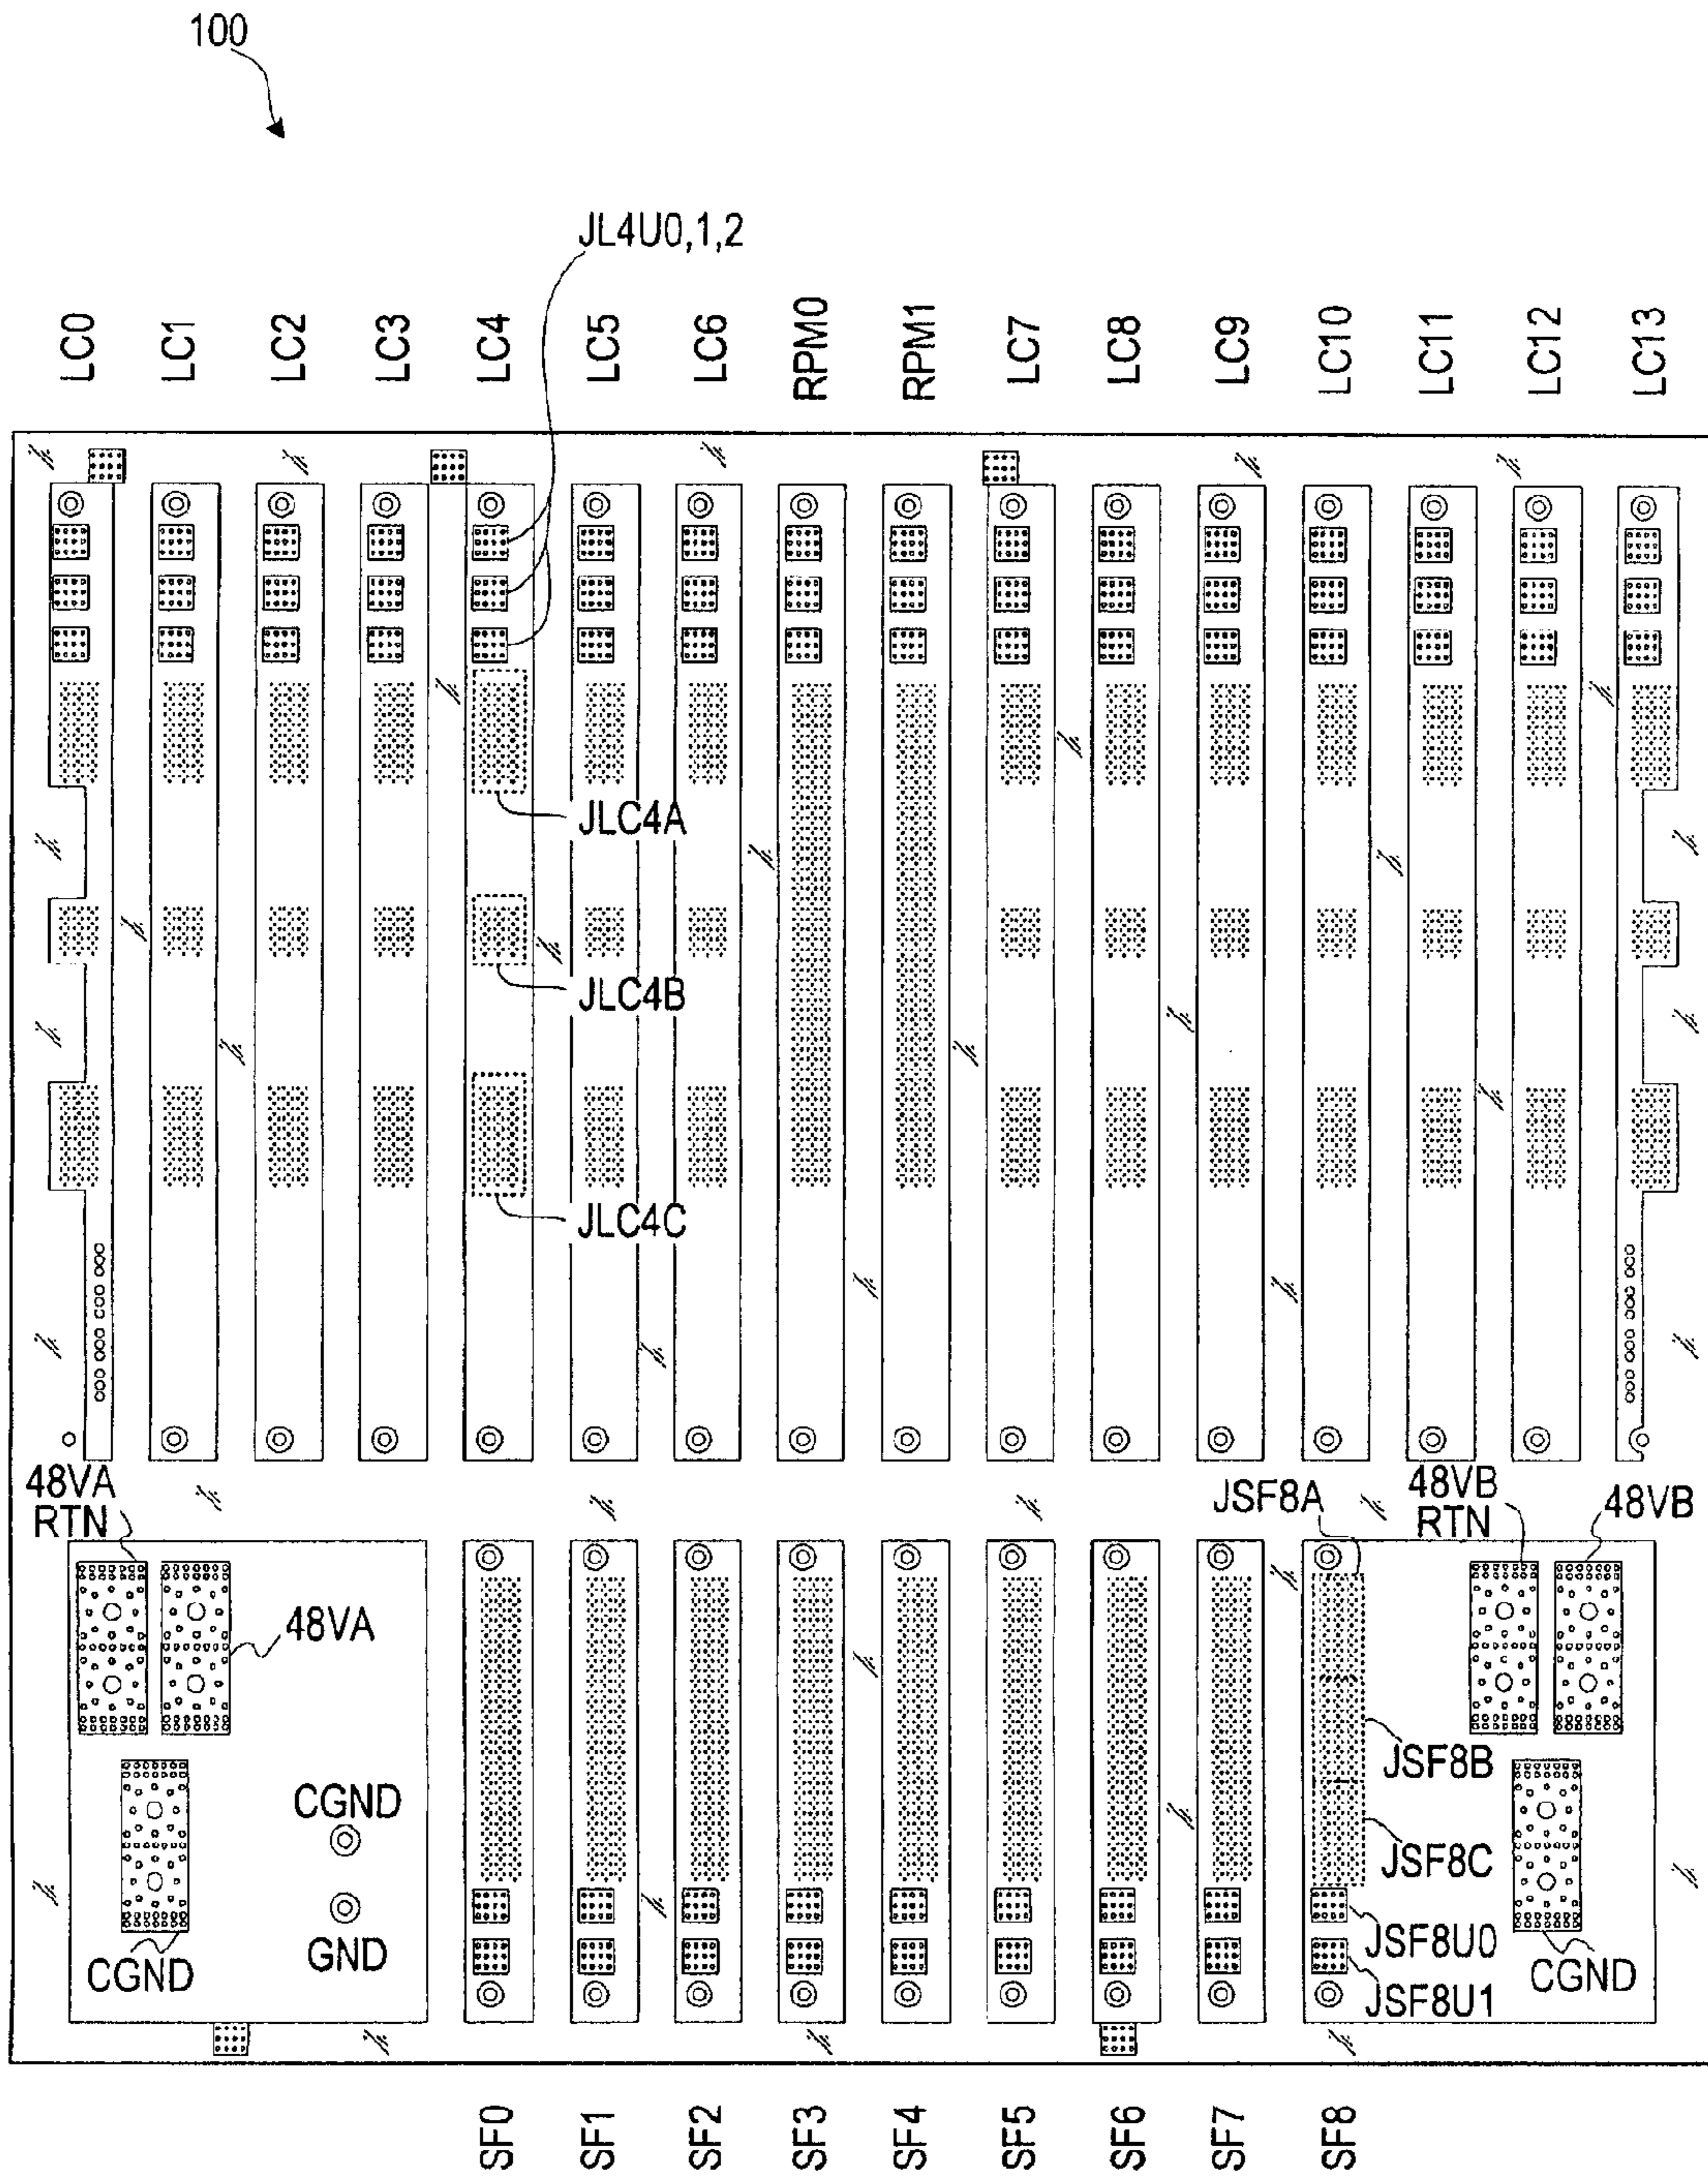 100
JL4U0,1,2
LC0
LC1
LC2
LC3
LC4
LC5
LC6
RPM0
RPM1
LC7
LC8
LC9
LC10
LC11
LC12
LC13
JLC4A
JLC4B
JLC4C
48VA
RTN
48VA
CGND
CGND
GND
JSF8A
48VB
RTN
48VB
JSF8B
JSF8C
JSF8U0
JSF8U1
CGND
SF0
SF1
SF2
SF3
SF4
SF5
SF6
SF7
SF8